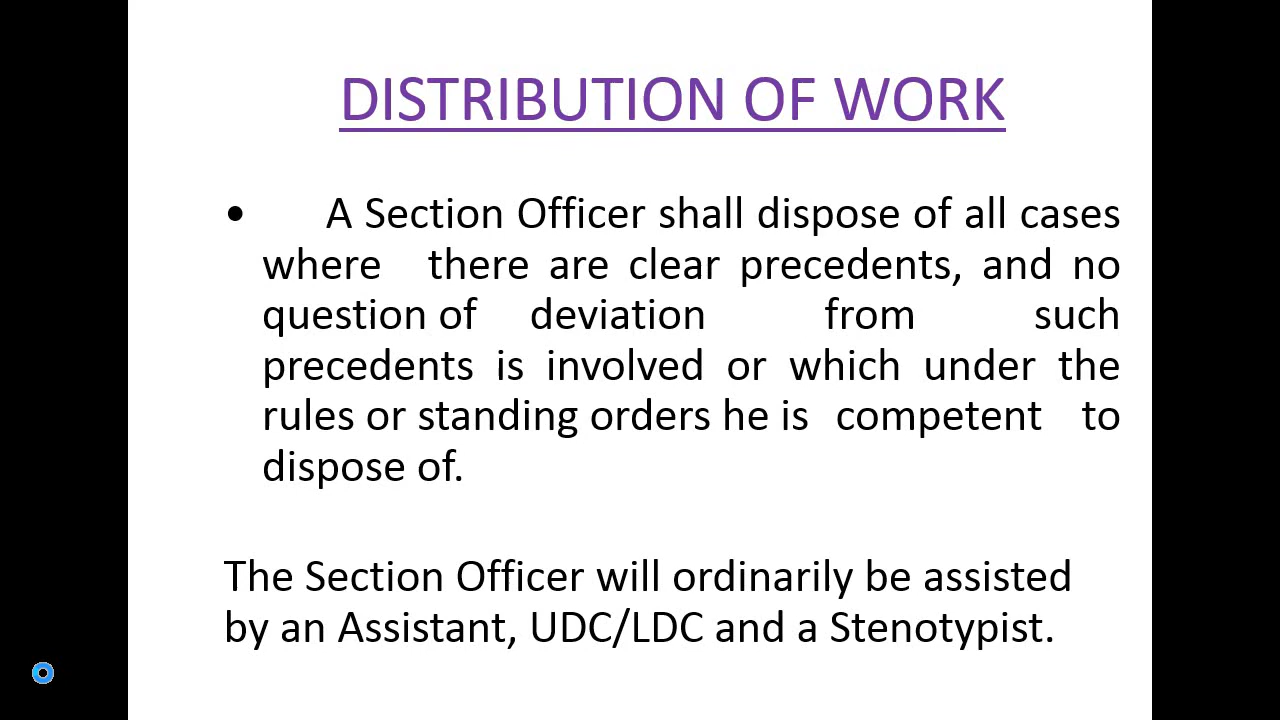 DISTRIBUTION OF WORK
• A Section Officer shall dispose of all cases
where there are clear precedents, and no
question of deviation from such
precedents is involved or which under the
rules or standing orders he is competent to
dispose of.
The Section Officer will ordinarily be assisted
by an Assistant, UDC/LDC and a Stenotypist.